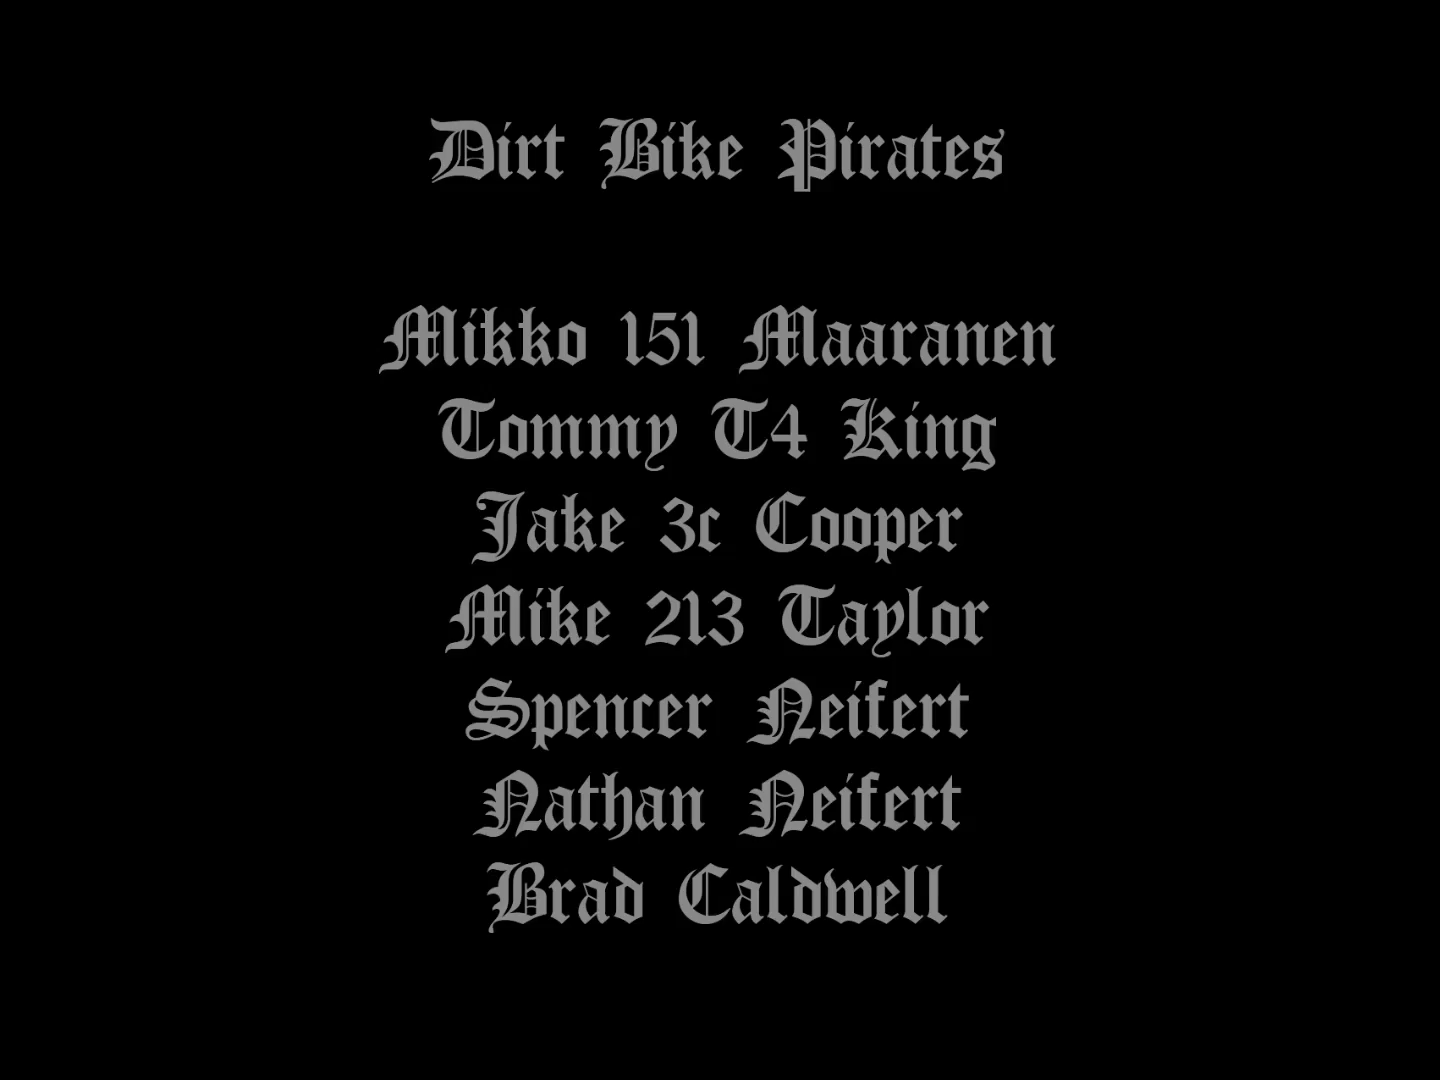 Dirt Bike Pirates
Mikko 151 Maaranen
Tommy T4 King
Jake 3c Cooper
Mike 213 Taylor
Spencer Neifert
Nathan Neifert
Brad Caldwell